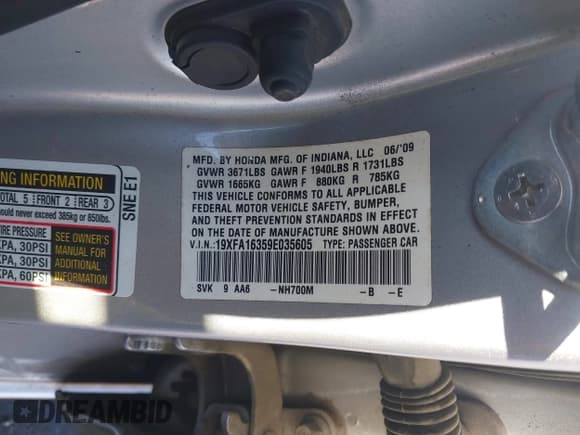 MFD. BY HONDA MFG. OF INDIANA, LLC 06/'09
GVWR 3671LBS GAWR F 1940LBS R 1731LBS
GVWR 1665KG GAWR F 880KG R 785KG
THIS VEHICLE CONFORMS TO ALL APPLICABLE
FEDERAL MOTOR VEHICLE SAFETY, BUMPER,
AND THEFT PREVENTION STANDARDS IN
EFFECT ON THE DATE OF MANUFACTURE SHOWN ABOVE.
V.I.N.: 19XFA16359E035605 TYPE: PASSENGER CAR
SVK 9 AA6 -NH700M -B -E
ING INFORMATION
OTAL 5 FRONT 2 REAR 3
ould never exceed 385kg or 850lbs.
RE PRESSURE
KPA, 30PSI
KPA, 30PSI
KPA, 60PSI
SEE OWNER'S
MANUAL FOR
ADDITIONAL
INFORMATION
SNE E1
DREAMBID